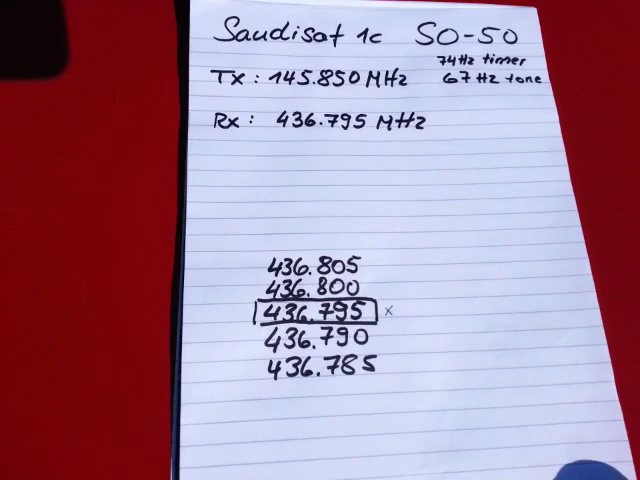 Saudisat 1c SO-50
74Hz timer
Tx: 145.850 MHz 67 Hz tone
Rx: 436.795 MHz
436.805
436.800
436.795 x
436.790
436.785